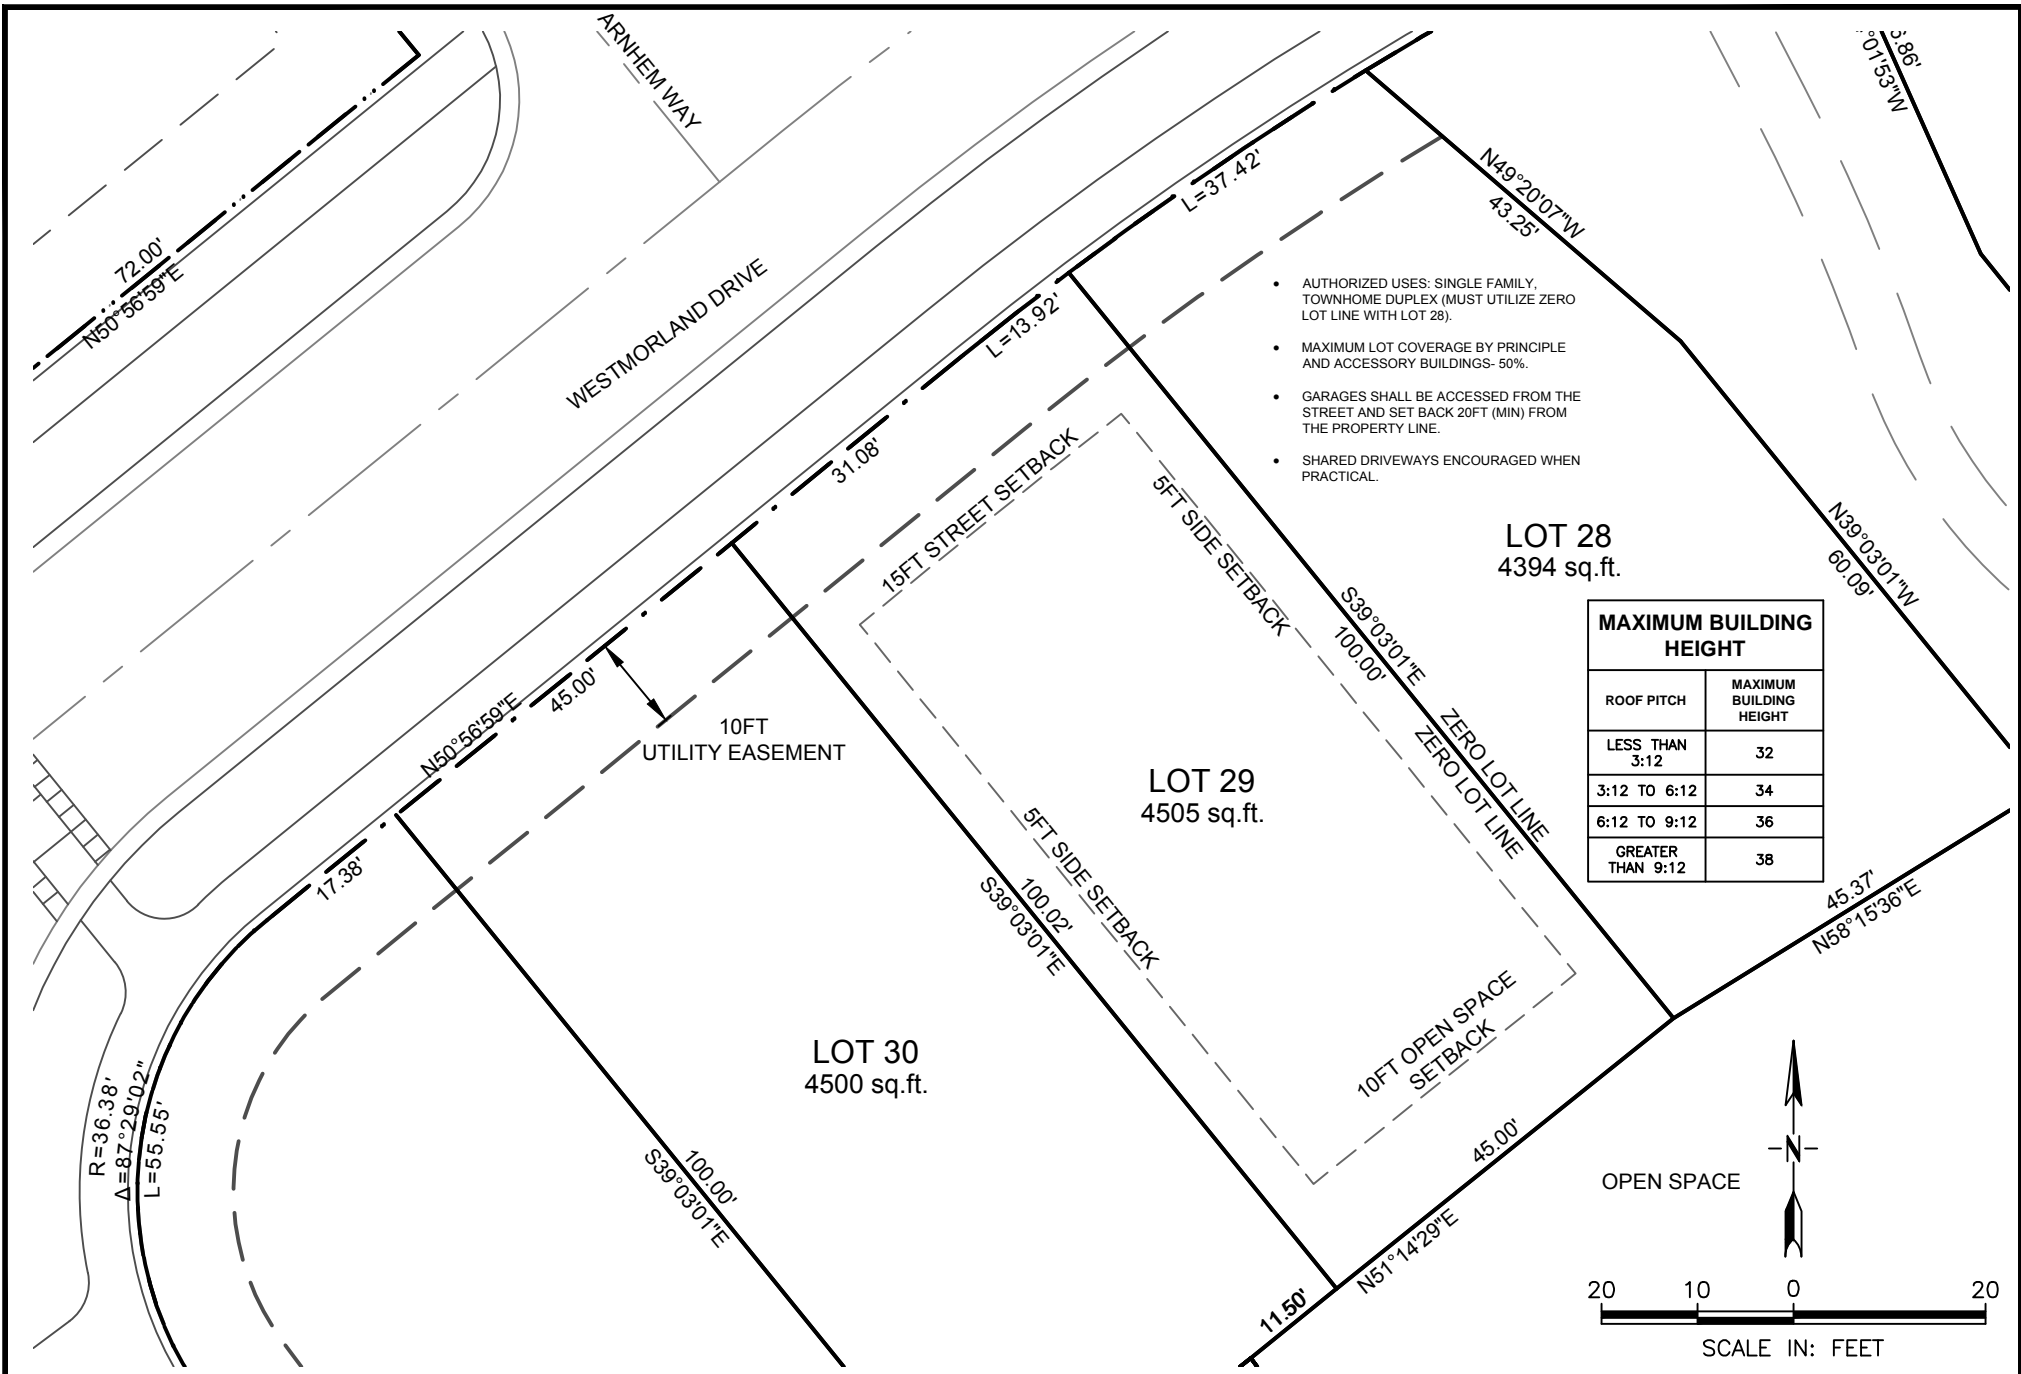 ARNHEM WAY
72.00'
N50°56'59"E
WESTMORLAND DRIVE
L=37.42'
N49°20'07"W
43.25'
L=13.92'
31.08'
• AUTHORIZED USES: SINGLE FAMILY,
TOWNHOME DUPLEX (MUST UTILIZE ZERO
LOT LINE WITH LOT 28).
• MAXIMUM LOT COVERAGE BY PRINCIPLE
AND ACCESSORY BUILDINGS- 50%.
• GARAGES SHALL BE ACCESSED FROM THE
STREET AND SET BACK 20FT (MIN) FROM
THE PROPERTY LINE.
• SHARED DRIVEWAYS ENCOURAGED WHEN
PRACTICAL.
15FT STREET SETBACK
5FT SIDE SETBACK
LOT 28
4394 sq.ft.
N39°03'01"W
60.09'
S39°03'01"E
100.00'
ZERO LOT LINE
ZERO LOT LINE
MAXIMUM BUILDING
HEIGHT
ROOF PITCH
MAXIMUM
BUILDING
HEIGHT
LESS THAN
3:12
32
3:12 TO 6:12
34
6:12 TO 9:12
36
GREATER
THAN 9:12
38
N50°56'59"E
45.00'
10FT
UTILITY EASEMENT
LOT 29
4505 sq.ft.
17.38'
5FT SIDE SETBACK
100.02'
S39°03'01"E
45.37'
N58°15'36"E
10FT OPEN SPACE
SETBACK
LOT 30
4500 sq.ft.
R=36.38'
Δ=87°29'02"
L=55.55'
100.00'
S39°03'01"E
45.00'
N51°14'29"E
11.50'
OPEN SPACE
N
20 10 0 20
SCALE IN: FEET